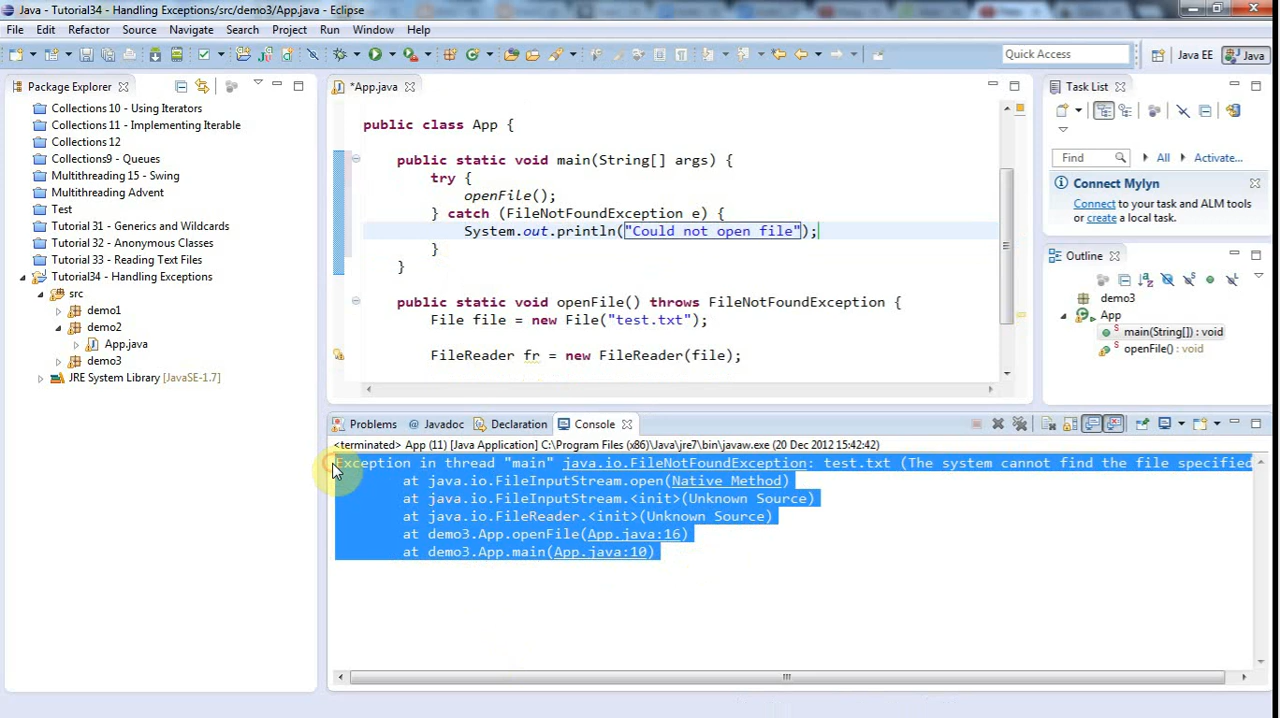 Java - Tutorial34 - Handling Exceptions/src/demo3/App.java - Eclipse
File Edit Refactor Source Navigate Search Project Run Window Help
Quick Access
Java EE
Java
Package Explorer
Collections 10 - Using Iterators
Collections 11 - Implementing Iterable
Collections 12
Collections9 - Queues
Multithreading 15 - Swing
Multithreading Advent
Test
Tutorial 31 - Generics and Wildcards
Tutorial 32 - Anonymous Classes
Tutorial 33 - Reading Text Files
Tutorial34 - Handling Exceptions
src
demo1
demo2
App.java
demo3
JRE System Library [JavaSE-1.7]
*App.java
public class App {
public static void main(String[] args) {
try {
openFile();
} catch (FileNotFoundException e) {
System.out.println("Could not open file");
}
}
public static void openFile() throws FileNotFoundException {
File file = new File("test.txt");
FileReader fr = new FileReader(file);
Task List
Find All Activate...
Connect Mylyn
Connect to your task and ALM tools
or create a local task.
Outline
demo3
App
main(String[]) : void
openFile() : void
Problems Javadoc Declaration Console
<terminated> App (11) [Java Application] C:\Program Files (x86)\Java\jre7\bin\javaw.exe (20 Dec 2012 15:42:42)
Exception in thread "main" java.io.FileNotFoundException: test.txt (The system cannot find the file specified
at java.io.FileInputStream.open(Native Method)
at java.io.FileInputStream.<init>(Unknown Source)
at java.io.FileReader.<init>(Unknown Source)
at demo3.App.openFile(App.java:16)
at demo3.App.main(App.java:10)